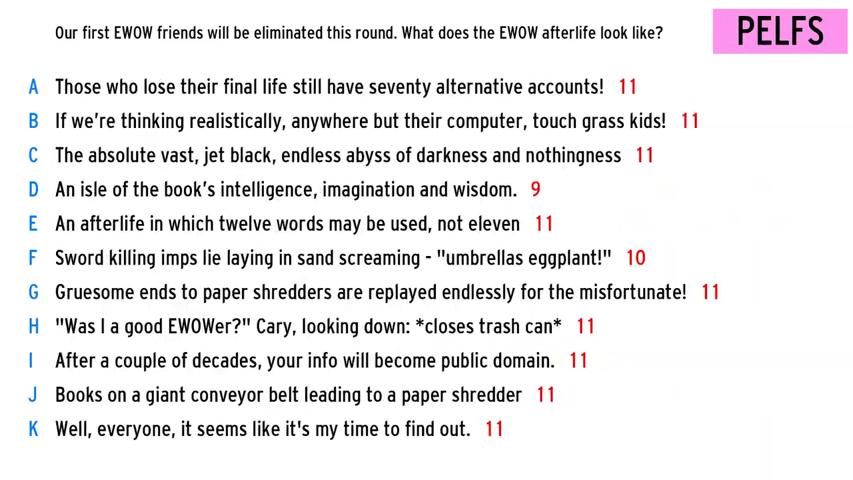 Our first EWOW friends will be eliminated this round. What does the EWOW afterlife look like?
PELFS
A Those who lose their final life still have seventy alternative accounts! 11
B If we're thinking realistically, anywhere but their computer, touch grass kids! 11
C The absolute vast, jet black, endless abyss of darkness and nothingness 11
D An isle of the book's intelligence, imagination and wisdom. 9
E An afterlife in which twelve words may be used, not eleven 11
F Sword killing imps lie laying in sand screaming - "umbrellas eggplant!" 10
G Gruesome ends to paper shredders are replayed endlessly for the misfortunate! 11
H "Was I a good EWOWer?" Cary, looking down: *closes trash can* 11
I After a couple of decades, your info will become public domain. 11
J Books on a giant conveyor belt leading to a paper shredder 11
K Well, everyone, it seems like it's my time to find out. 11